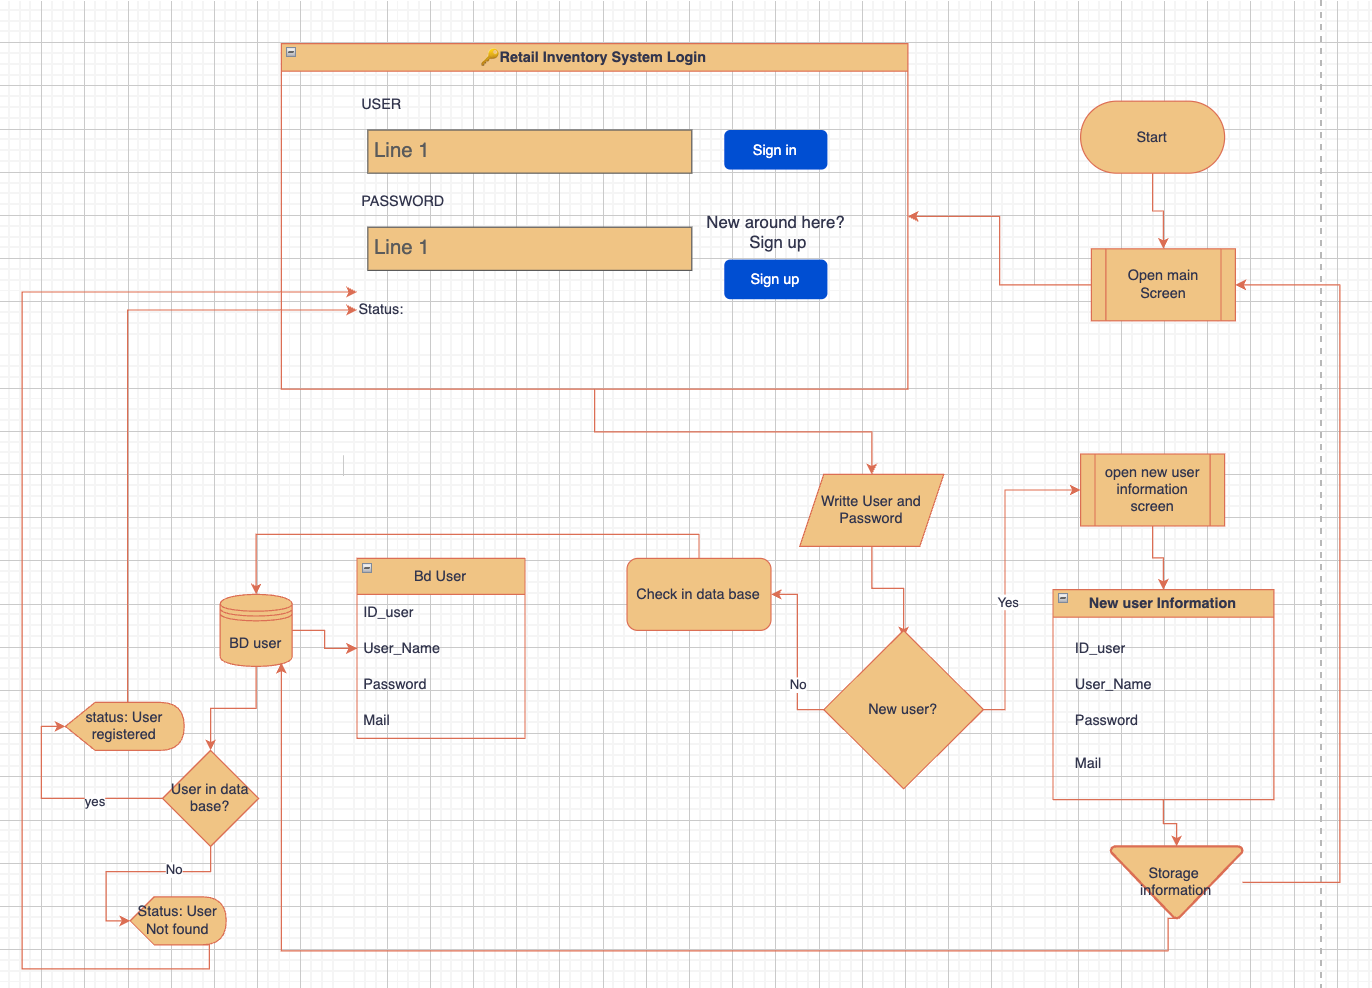 🔑Retail Inventory System Login
USER
Line 1
Sign in
PASSWORD
Line 1
New around here?
Sign up
Sign up
Status:
Start
Open main
Screen
Writte User and
Password
open new user
information
screen
Check in data base
New user?
No
Yes
Bd User
ID_user
User_Name
Password
Mail
BD user
New user Information
ID_user
User_Name
Password
Mail
status: User
registered
User in data
base?
yes
No
Status: User
Not found
Storage
information